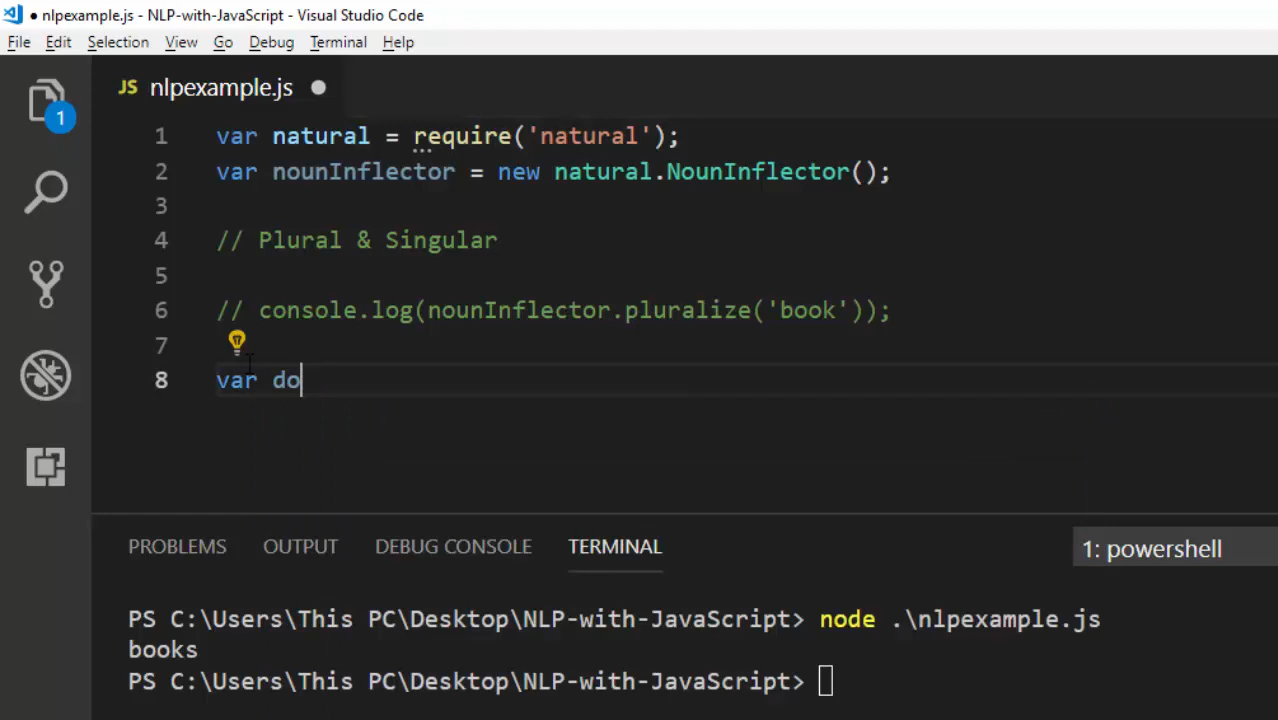 ● nlpexample.js - NLP-with-JavaScript - Visual Studio Code
File Edit Selection View Go Debug Terminal Help
JS nlpexample.js ●
1
1 var natural = require('natural');
2 var nounInflector = new natural.NounInflector();
3
4 // Plural & Singular
5
6 // console.log(nounInflector.pluralize('book'));
7
8 var do
PROBLEMS OUTPUT DEBUG CONSOLE TERMINAL 1: powershell
PS C:\Users\This PC\Desktop\NLP-with-JavaScript> node .\nlpexample.js
books
PS C:\Users\This PC\Desktop\NLP-with-JavaScript>